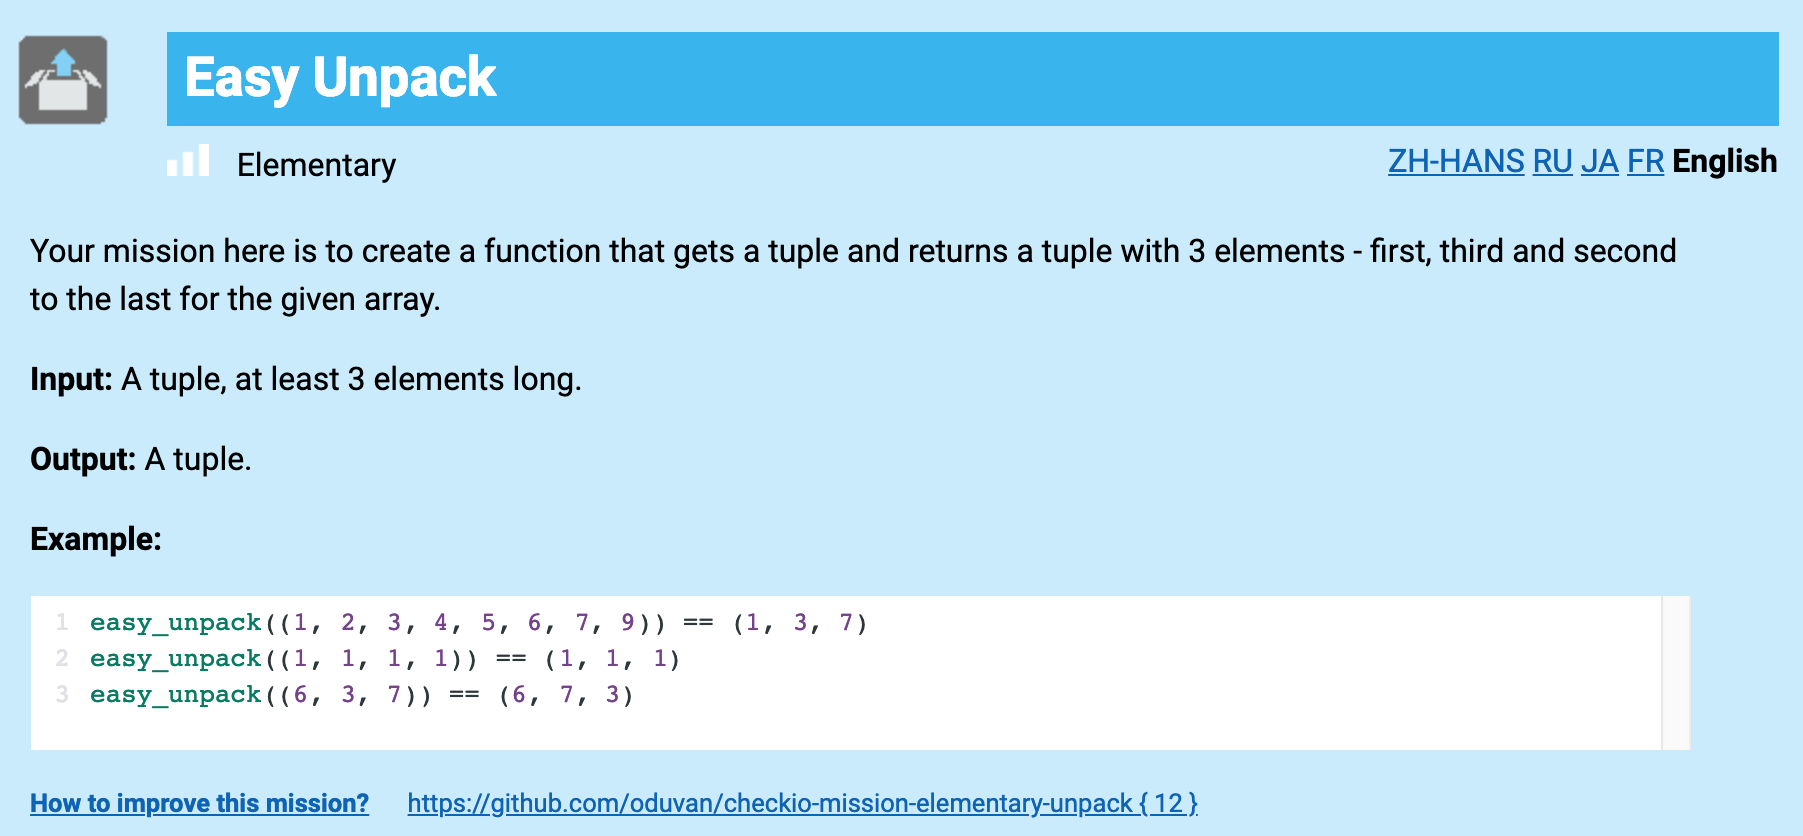 Easy Unpack
Elementary
ZH-HANS RU JA FR English
Your mission here is to create a function that gets a tuple and returns a tuple with 3 elements - first, third and second
to the last for the given array.
Input: A tuple, at least 3 elements long.
Output: A tuple.
Example:
1 easy_unpack((1, 2, 3, 4, 5, 6, 7, 9)) == (1, 3, 7)
2 easy_unpack((1, 1, 1, 1)) == (1, 1, 1)
3 easy_unpack((6, 3, 7)) == (6, 7, 3)
How to improve this mission? https://github.com/oduvan/checkio-mission-elementary-unpack { 12 }